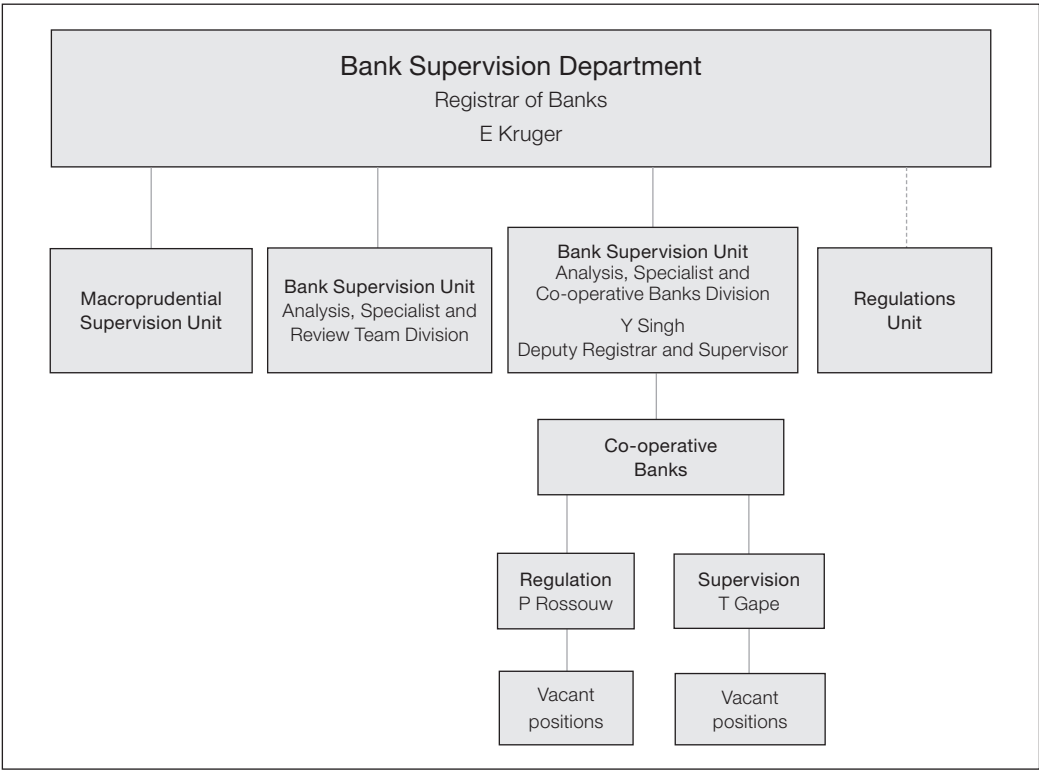 Bank Supervision Department
Registrar of Banks
E Kruger
Macroprudential
Supervision Unit
Bank Supervision Unit
Analysis, Specialist and
Review Team Division
Bank Supervision Unit
Analysis, Specialist and
Co-operative Banks Division
Y Singh
Deputy Registrar and Supervisor
Regulations
Unit
Co-operative
Banks
Regulation
P Rossouw
Supervision
T Gape
Vacant
positions
Vacant
positions